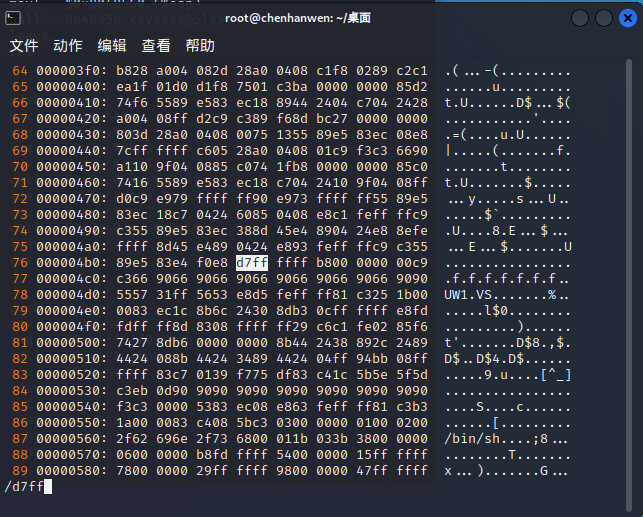 root@chenhanwen: ~/桌面
文件 动作 编辑 查看 帮助
64 000003f0: b828 a004 082d 28a0 0408 c1f8 0289 c2c1 .(...-(.........
65 00000400: ea1f 01d0 d1f8 7501 c3ba 0000 0000 85d2 ......u.........
66 00000410: 74f6 5589 e583 ec18 8944 2404 c704 2428 t.U......D$...$(
67 00000420: a004 08ff d2c9 c389 f68d bc27 0000 0000 ...........'....
68 00000430: 803d 28a0 0408 0075 1355 89e5 83ec 08e8 .=(....u.U......
69 00000440: 7cff ffff c605 28a0 0408 01c9 f3c3 6690 |.....(.......f.
70 00000450: a110 9f04 0885 c074 1fb8 0000 0000 85c0 .......t........
71 00000460: 7416 5589 e583 ec18 c704 2410 9f04 08ff t.U.......$.....
72 00000470: d0c9 e979 ffff ff90 e973 ffff ff55 89e5 ...y.....s...U..
73 00000480: 83ec 18c7 0424 6085 0408 e8c1 feff ffc9 .....$`.........
74 00000490: c355 89e5 83ec 388d 45e4 8904 24e8 8efe .U....8.E...$...
75 000004a0: ffff 8d45 e489 0424 e893 feff ffc9 c355 ...E...$.......U
76 000004b0: 89e5 83e4 f0e8 d7ff ffff b800 0000 00c9 ................
77 000004c0: c366 9066 9066 9066 9066 9066 9066 9090 .f.f.f.f.f.f.f..
78 000004d0: 5557 31ff 5653 e8d5 feff ff81 c325 1b00 UW1.VS.......%..
79 000004e0: 0083 ec1c 8b6c 2430 8db3 0cff ffff e8fd .....l$0........
80 000004f0: fdff ff8d 8308 ffff ff29 c6c1 fe02 85f6 .........)......
81 00000500: 7427 8db6 0000 0000 8b44 2438 892c 2489 t'.......D$8.,$.
82 00000510: 4424 088b 4424 3489 4424 04ff 94bb 08ff D$..D$4.D$......
83 00000520: ffff 83c7 0139 f775 df83 c41c 5b5e 5f5d .....9.u....[^_]
84 00000530: c3eb 0d90 9090 9090 9090 9090 9090 9090 ................
85 00000540: f3c3 0000 5383 ec08 e863 feff ff81 c3b3 ....S....c......
86 00000550: 1a00 0083 c408 5bc3 0300 0000 0100 0200 ......[.........
87 00000560: 2f62 696e 2f73 6800 011b 033b 3800 0000 /bin/sh....;8...
88 00000570: 0600 0000 b8fd ffff 5400 0000 15ff ffff ........T.......
89 00000580: 7800 0000 29ff ffff 9800 0000 47ff ffff x...).......G...
/d7ff